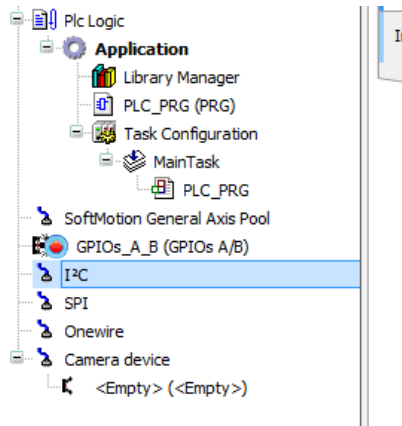 Plc Logic
Application
Library Manager
PLC_PRG (PRG)
Task Configuration
MainTask
PLC_PRG
SoftMotion General Axis Pool
GPIOs_A_B (GPIOs A/B)
I²C
SPI
Onewire
Camera device
<Empty> (<Empty>)